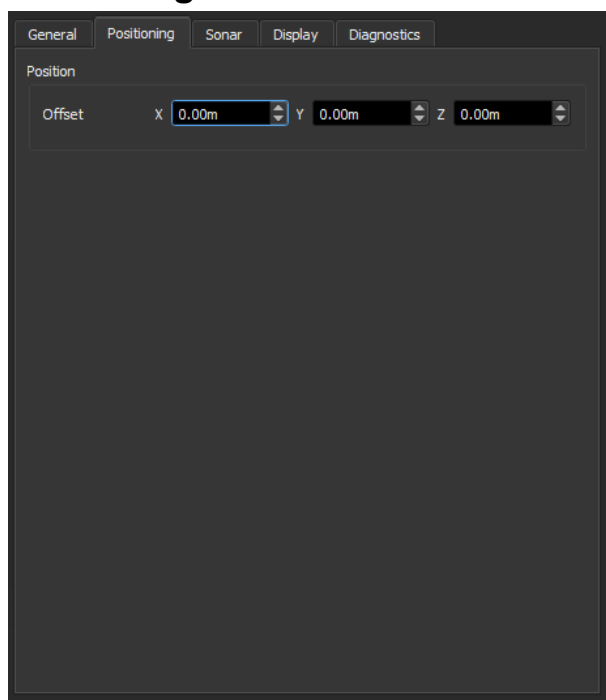 General Positioning Sonar Display Diagnostics
Position
Offset X 0.00m Y 0.00m Z 0.00m